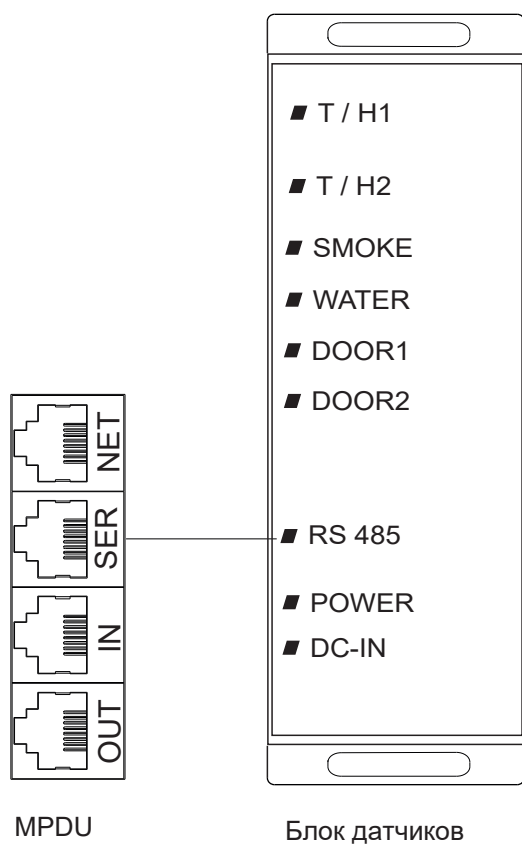 T / H1
T / H2
SMOKE
WATER
DOOR1
DOOR2
RS 485
POWER
DC-IN
NET
SER
IN
OUT
MPDU
Блок датчиков